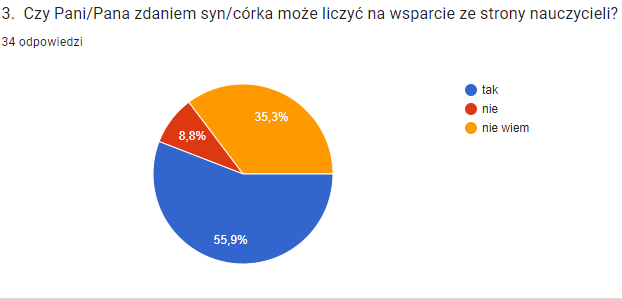 3. Czy Pani/Pana zdaniem syn/córka może liczyć na wsparcie ze strony nauczycieli?
34 odpowiedzi
tak
nie
nie wiem
35,3%
8,8%
55,9%